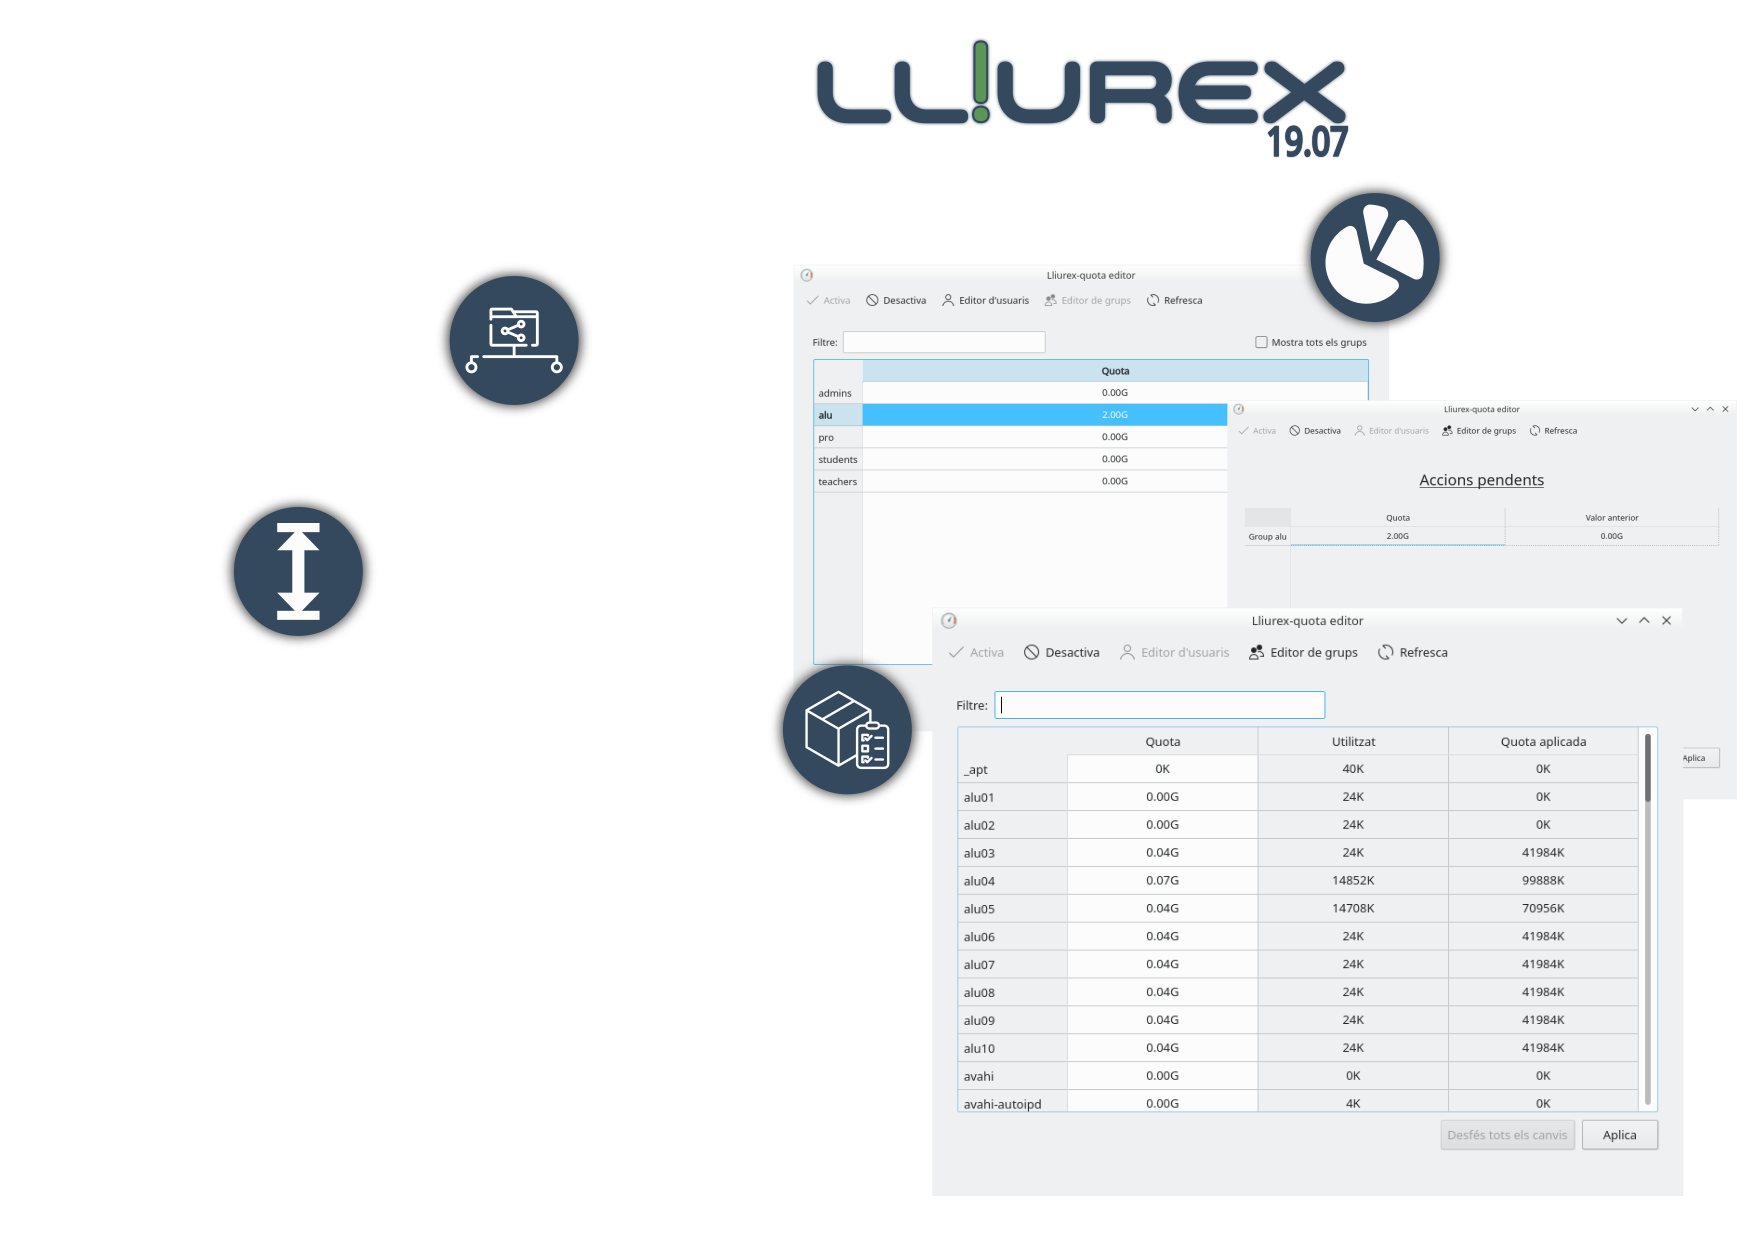 LL!UREX
19.07
Lliurex-quota editor
Activa Desactiva Editor d'usuaris Editor de grups Refresca
Filtre: Mostra tots els grups
Quota
admins 0.00G
alu 2.00G
pro 0.00G
students 0.00G
teachers 0.00G
Lliurex-quota editor
Activa Desactiva Editor d'usuaris Editor de grups Refresca
Accions pendents
Quota Valor anterior
Group alu 2.00G 0.00G
Aplica
Lliurex-quota editor
Activa Desactiva Editor d'usuaris Editor de grups Refresca
Filtre:
Quota Utilitzat Quota aplicada
_apt 0K 40K 0K
alu01 0.00G 24K 0K
alu02 0.00G 24K 0K
alu03 0.04G 24K 41984K
alu04 0.07G 14852K 99888K
alu05 0.04G 14708K 70956K
alu06 0.04G 24K 41984K
alu07 0.04G 24K 41984K
alu08 0.04G 24K 41984K
alu09 0.04G 24K 41984K
alu10 0.04G 24K 41984K
avahi 0.00G 0K 0K
avahi-autoipd 0.00G 4K 0K
Desfés tots els canvis Aplica